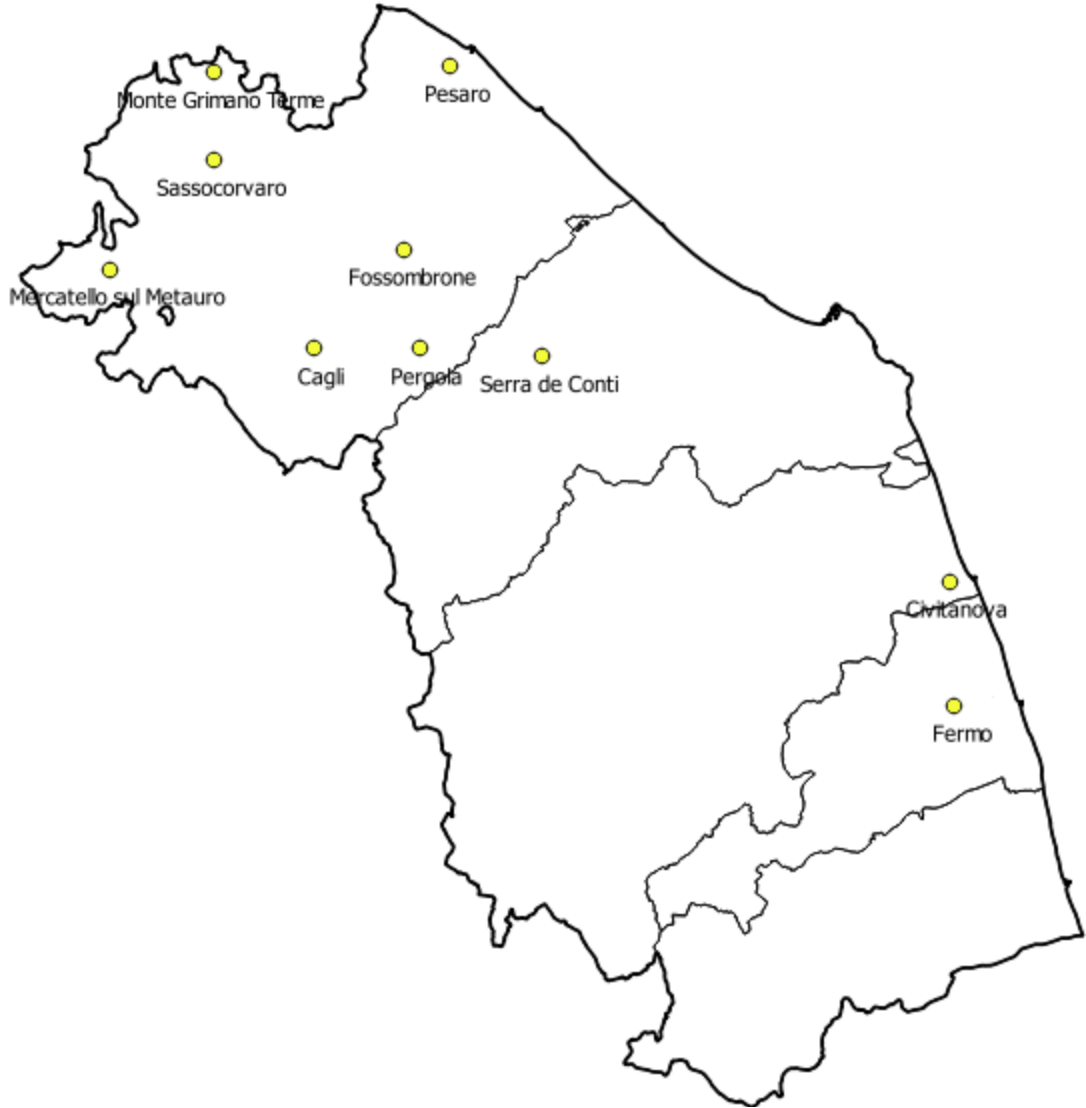 Pesaro
Monte Grimano Terme
Sassocorvaro
Fossombrone
Mercatello sul Metauro
Cagli
Pergola
Serra de Conti
Civitanova
Fermo